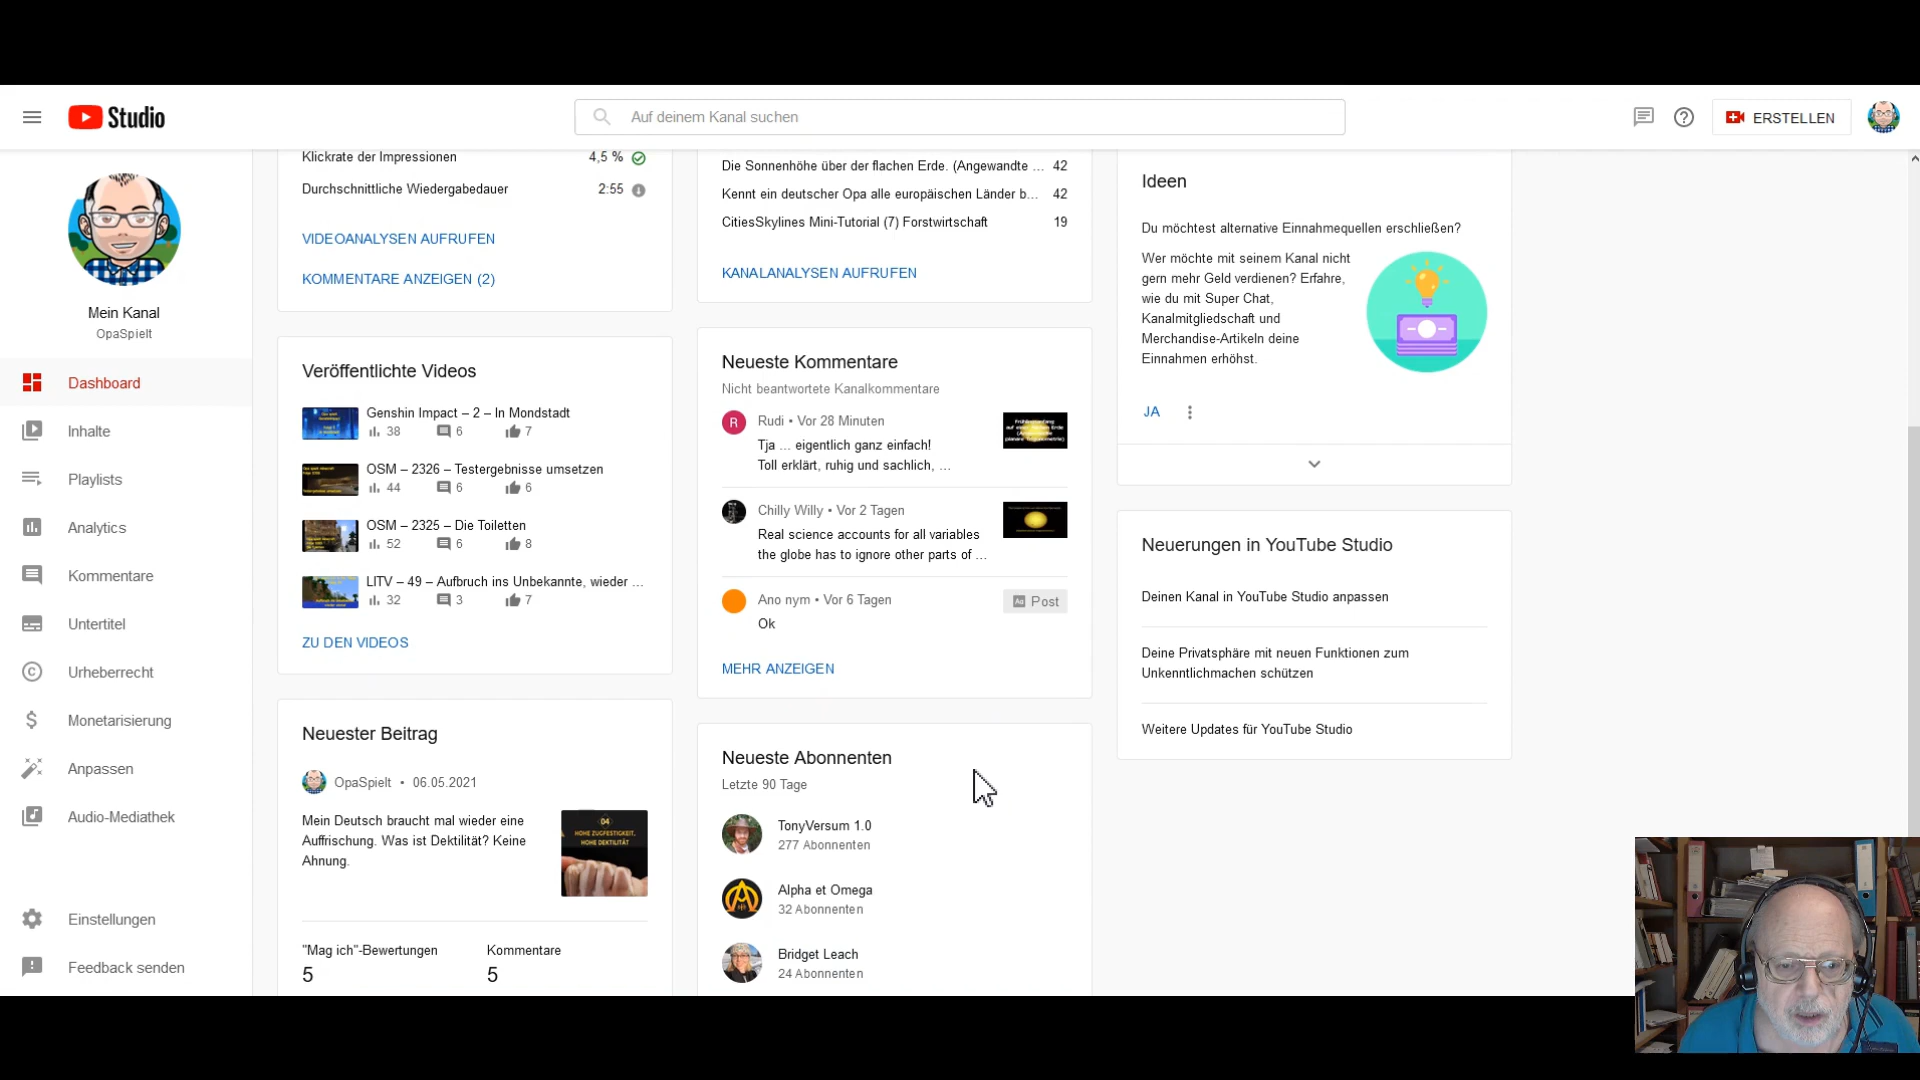 Studio
Auf deinem Kanal suchen
ERSTELLEN
Mein Kanal
OpaSpielt
Dashboard
Inhalte
Playlists
Analytics
Kommentare
Untertitel
Urheberrecht
Monetarisierung
Anpassen
Audio-Mediathek
Einstellungen
Feedback senden
Klickrate der Impressionen 4,5 %
Durchschnittliche Wiedergabedauer 2:55
VIDEOANALYSEN AUFRUFEN
KOMMENTARE ANZEIGEN (2)
Veröffentlichte Videos
Genshin Impact – 2 – In Mondstadt
38 6 7
OSM – 2326 – Testergebnisse umsetzen
44 6 6
OSM – 2325 – Die Toiletten
52 6 8
LITV – 49 – Aufbruch ins Unbekannte, wieder ...
32 3 7
ZU DEN VIDEOS
Neuester Beitrag
OpaSpielt • 06.05.2021
Mein Deutsch braucht mal wieder eine
Auffrischung. Was ist Dektilität? Keine
Ahnung.
04
HOHE ZUGFESTIGKEIT,
HOHE DEKTILITÄT
"Mag ich"-Bewertungen Kommentare
5 5
Die Sonnenhöhe über der flachen Erde. (Angewandte ... 42
Kennt ein deutscher Opa alle europäischen Länder b... 42
CitiesSkylines Mini-Tutorial (7) Forstwirtschaft 19
KANALANALYSEN AUFRUFEN
Neueste Kommentare
Nicht beantwortete Kanalkommentare
R
Rudi • Vor 28 Minuten
Tja ... eigentlich ganz einfach!
Toll erklärt, ruhig und sachlich, ...
Chilly Willy • Vor 2 Tagen
Real science accounts for all variables
the globe has to ignore other parts of ...
Ano nym • Vor 6 Tagen
Post
Ok
MEHR ANZEIGEN
Neueste Abonnenten
Letzte 90 Tage
TonyVersum 1.0
277 Abonnenten
Alpha et Omega
32 Abonnenten
Bridget Leach
24 Abonnenten
Ideen
Du möchtest alternative Einnahmequellen erschließen?
Wer möchte mit seinem Kanal nicht
gern mehr Geld verdienen? Erfahre,
wie du mit Super Chat,
Kanalmitgliedschaft und
Merchandise-Artikeln deine
Einnahmen erhöhst.
JA
Neuerungen in YouTube Studio
Deinen Kanal in YouTube Studio anpassen
Deine Privatsphäre mit neuen Funktionen zum
Unkenntlichmachen schützen
Weitere Updates für YouTube Studio